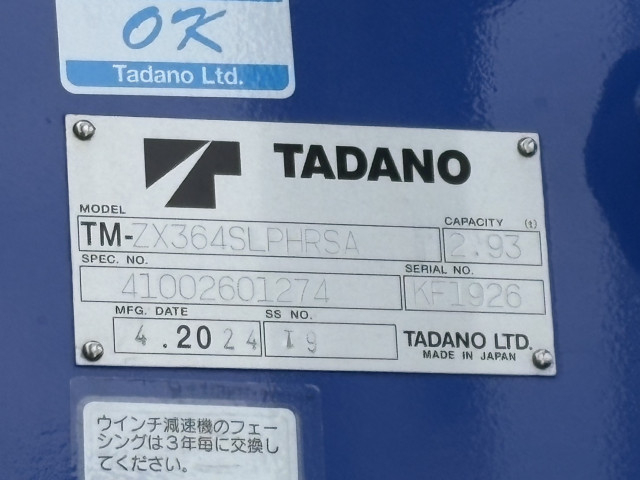 OK
Tadano Ltd.
TADANO
MODEL
CAPACITY (t)
TM-ZX364SLPHRSA
2.93
SPEC. NO.
SERIAL NO.
41002601274
KF1926
MFG. DATE
SS NO.
4.2024
I9
TADANO LTD.
MADE IN JAPAN
ウインチ減速機のフェー
シングは3年毎に交換し
てください。